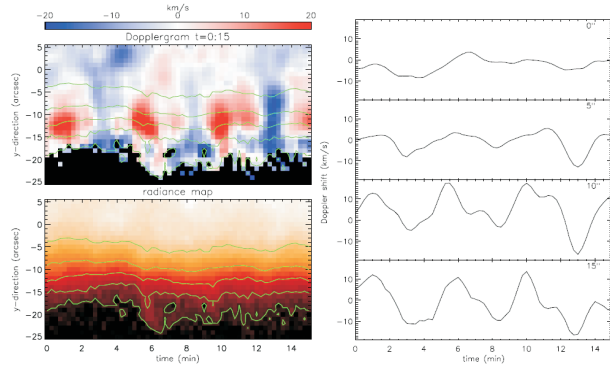 km/s
-20 -10 0 10 20
Dopplergram t=0:15
5
0
-5
-10
-15
-20
-25
y-direction (arcsec)
radiance map
5
0
-5
-10
-15
-20
-25
y-direction (arcsec)
0 2 4 6 8 10 12 14
time (min)
0"
10
0
-10
5"
10
0
-10
10"
10
0
-10
15"
10
0
-10
Doppler shift (km/s)
0 2 4 6 8 10 12 14
time (min)